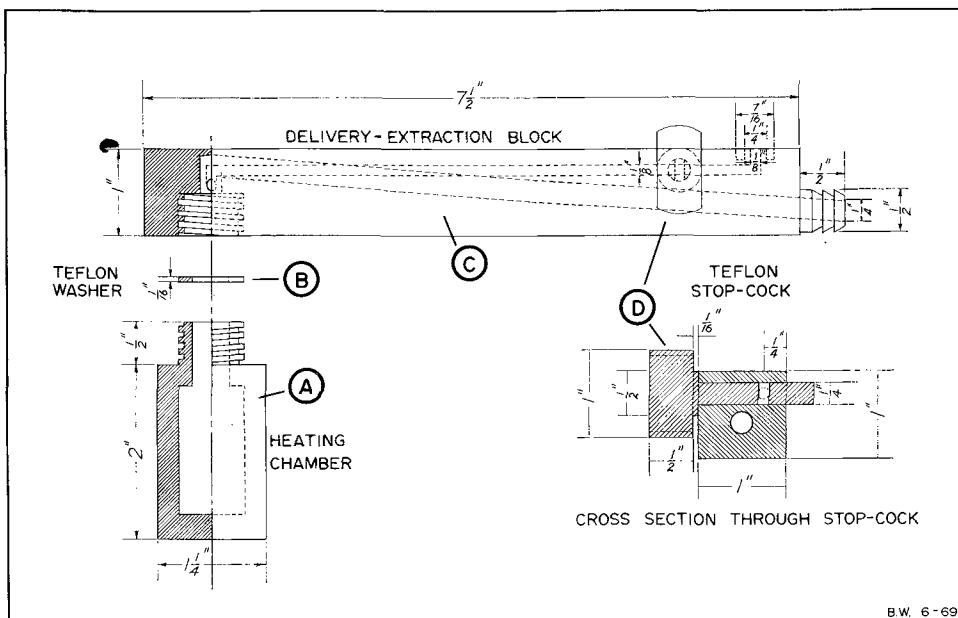 7 1/2"
7/16"
1/4"
DELIVERY-EXTRACTION BLOCK
1/8"
1/8
1/2"
1"
1/4"
1/2"
C
TEFLON
WASHER
B
1/16"
D
TEFLON
STOP-COCK
1/16"
1/4"
1/2"
A
2"
HEATING
CHAMBER
1"
1/2"
1/4"
1"
1/2"
1"
1 1/4"
CROSS SECTION THROUGH STOP-COCK
B.W. 6-69